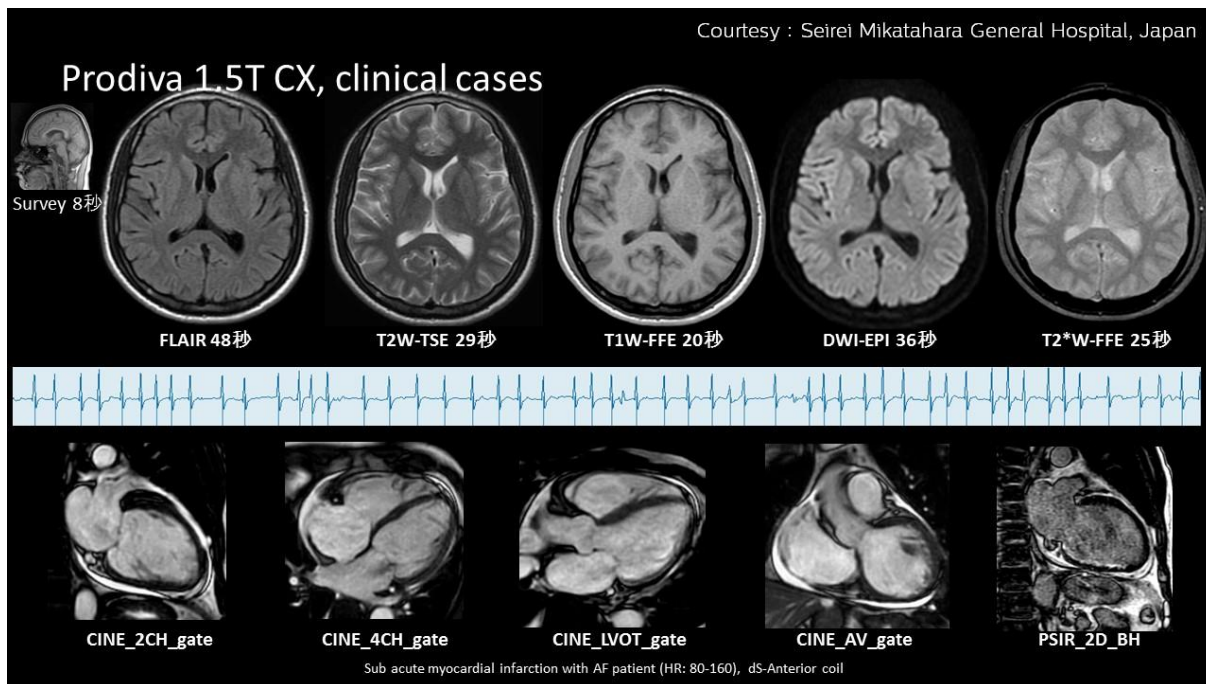 Courtesy : Seirei Mikatahara General Hospital, Japan
Prodiva 1.5T CX, clinical cases
Survey 8秒
FLAIR 48秒
T2W-TSE 29秒
T1W-FFE 20秒
DWI-EPI 36秒
T2*W-FFE 25秒
CINE_2CH_gate
CINE_4CH_gate
CINE_LVOT_gate
CINE_AV_gate
PSIR_2D_BH
Sub acute myocardial infarction with AF patient (HR: 80-160), dS-Anterior coil